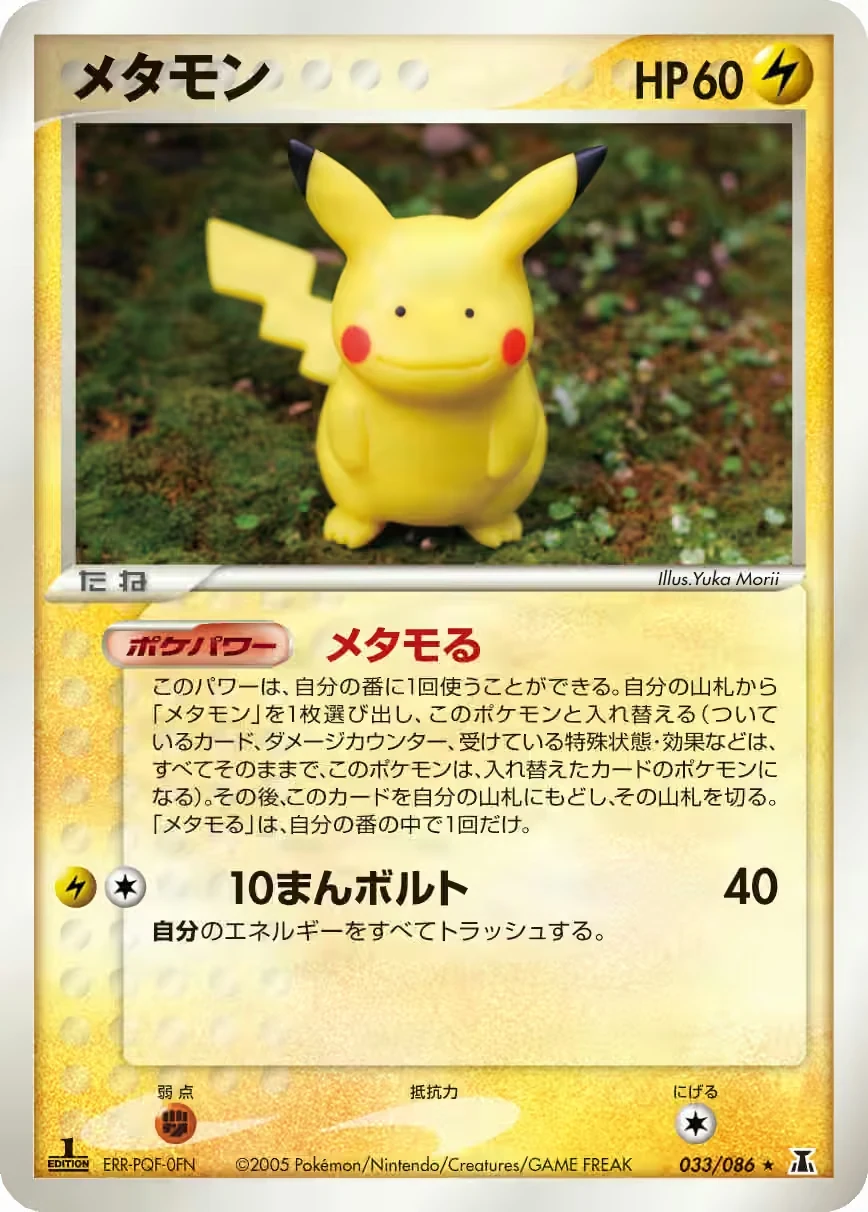 メタモン
HP60
たね
Illus.Yuka Morii
ポケパワー メタモる
このパワーは、自分の番に1回使うことができる。自分の山札から
「メタモン」を1枚選び出し、このポケモンと入れ替える(ついて
いるカード、ダメージカウンター、受けている特殊状態・効果などは、
すべてそのままで、このポケモンは、入れ替えたカードのポケモンに
なる)。その後、このカードを自分の山札にもどし、その山札を切る。
「メタモる」は、自分の番の中で1回だけ。
10まんボルト 40
自分のエネルギーをすべてトラッシュする。
弱点 抵抗力 にげる
1 EDITION ERR-PQF-0FN ©2005 Pokémon/Nintendo/Creatures/GAME FREAK 033/086 ★